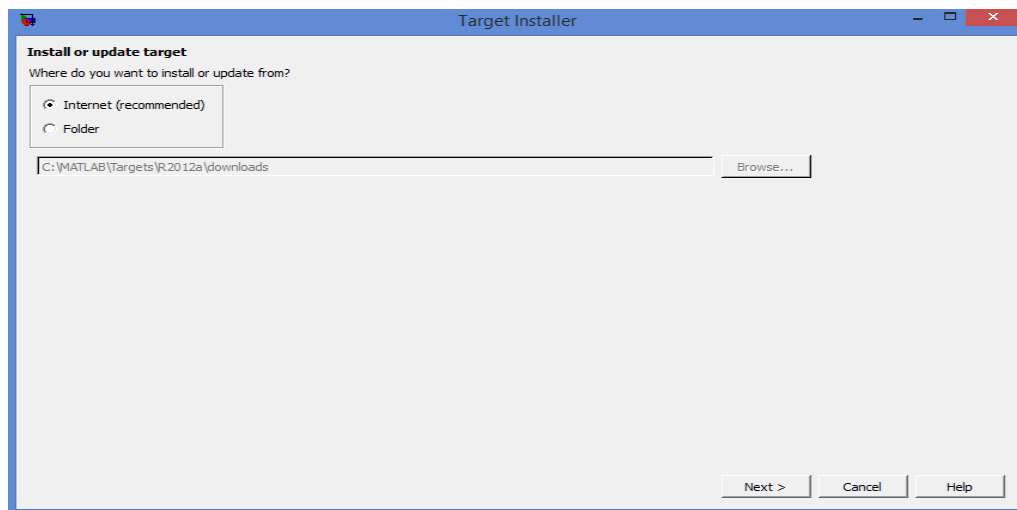 Target Installer
Install or update target
Where do you want to install or update from?
Internet (recommended)
Folder
C:\MATLAB\Targets\R2012a\downloads
Browse...
Next >
Cancel
Help